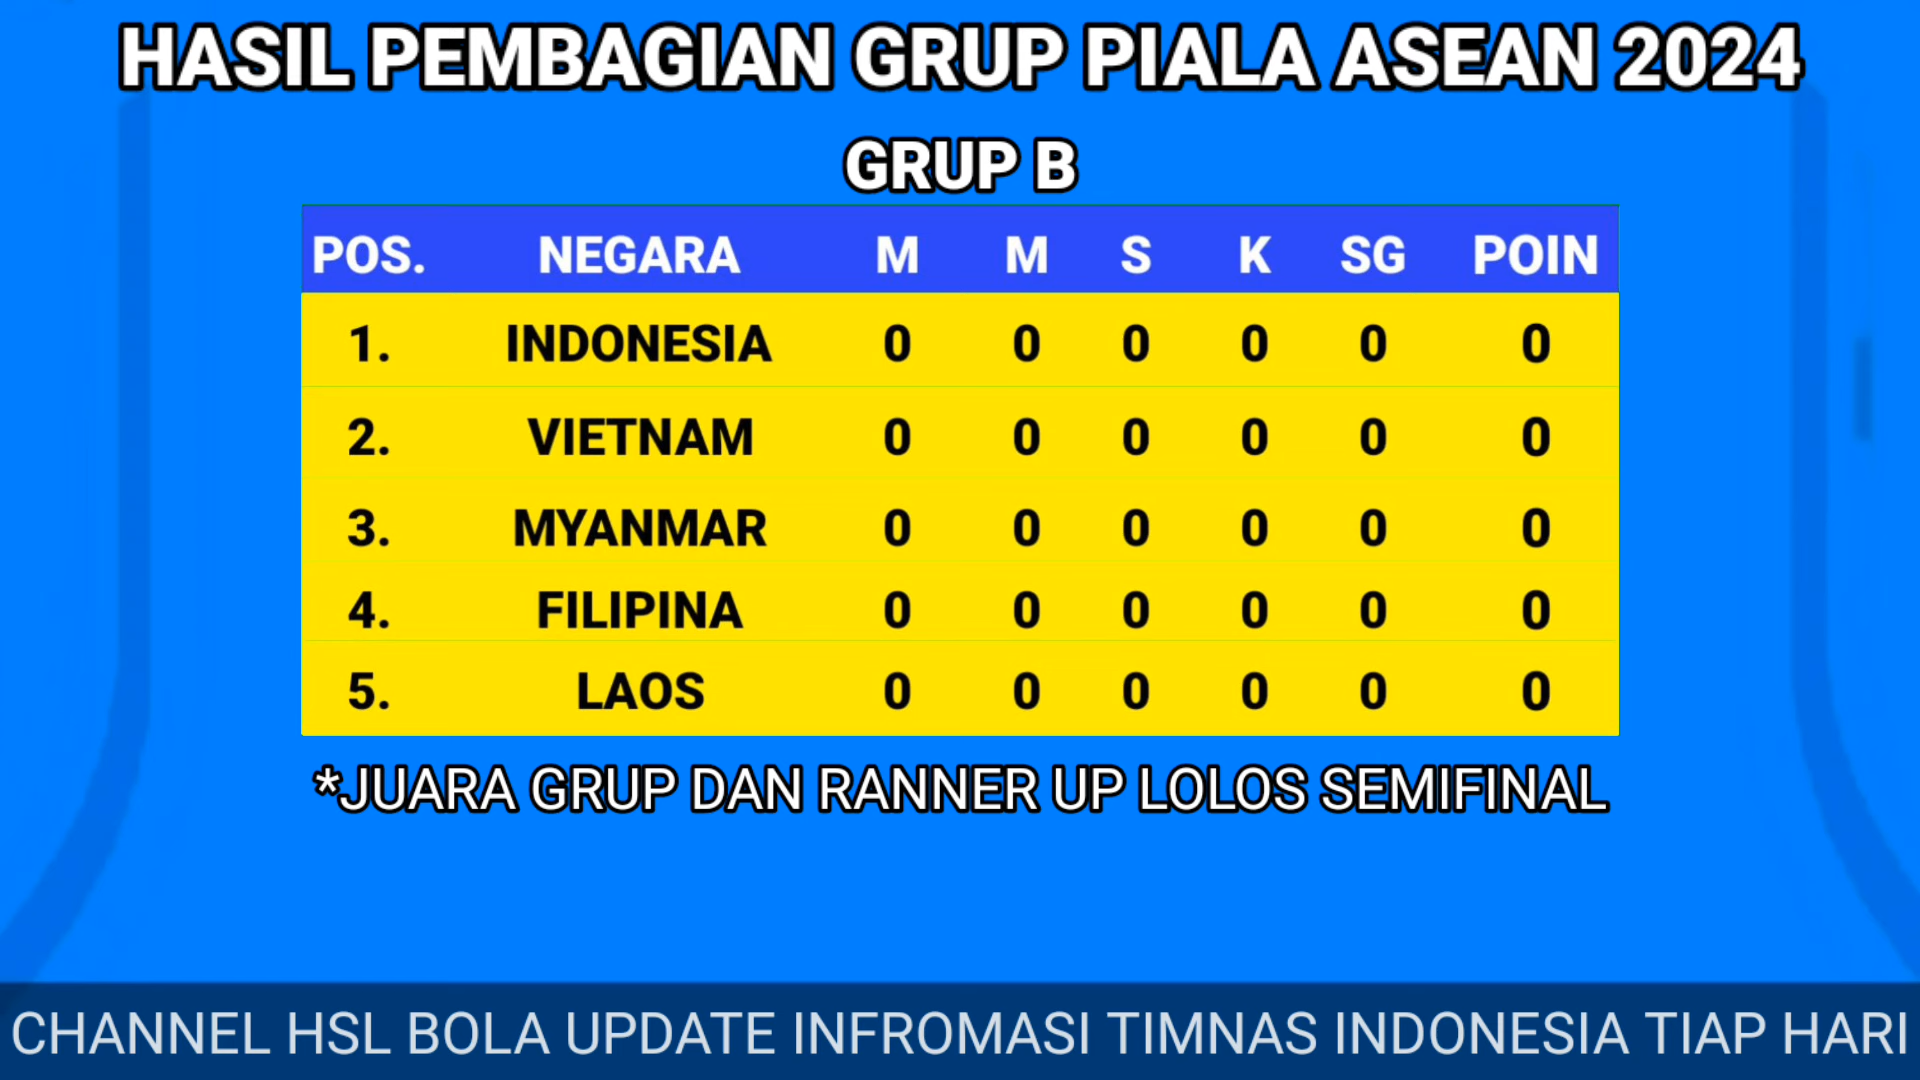 HASIL PEMBAGIAN GRUP PIALA ASEAN 2024
GRUP B
POS. NEGARA M M S K SG POIN
1. INDONESIA 0 0 0 0 0 0
2. VIETNAM 0 0 0 0 0 0
3. MYANMAR 0 0 0 0 0 0
4. FILIPINA 0 0 0 0 0 0
5. LAOS 0 0 0 0 0 0
*JUARA GRUP DAN RANNER UP LOLOS SEMIFINAL
CHANNEL HSL BOLA UPDATE INFROMASI TIMNAS INDONESIA TIAP HARI